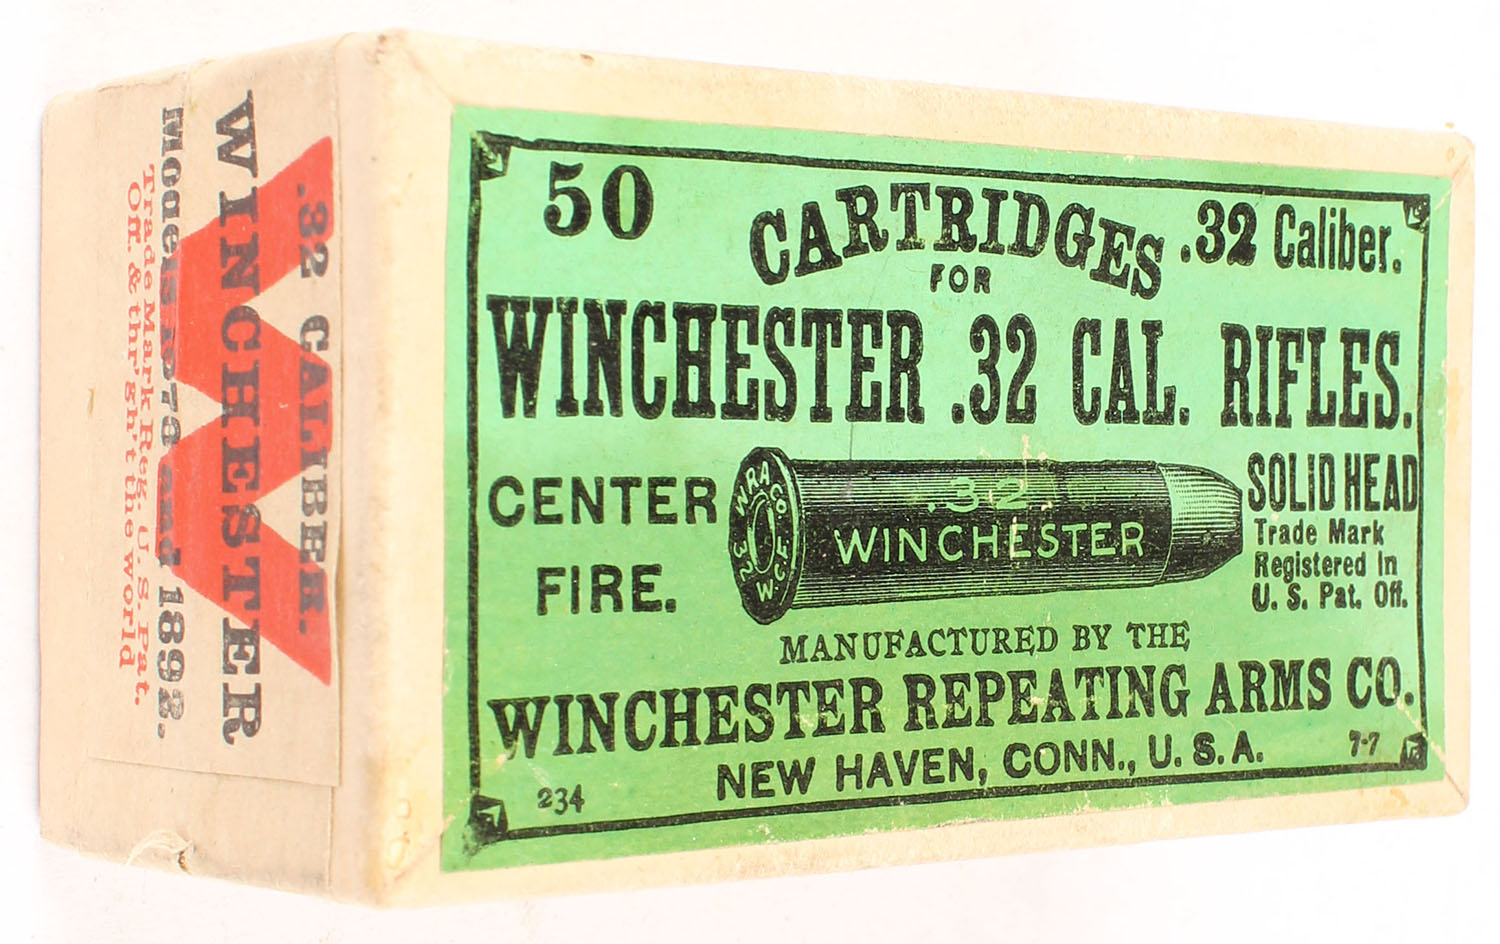 50
CARTRIDGES
.32 Caliber.
FOR
WINCHESTER .32 CAL. RIFLES.
CENTER
FIRE.
W.R.A. CO.
32 W.C.F.
.32
WINCHESTER
SOLID HEAD
Trade Mark
Registered In
U. S. Pat. Off.
MANUFACTURED BY THE
WINCHESTER REPEATING ARMS CO.
NEW HAVEN, CONN., U. S. A.
234
7-7
.32 CALIBER.
WINCHESTER
Models 1873 and 1892.
Trade Mark Reg. U. S. Pat.
Off. & thr'gh't the world